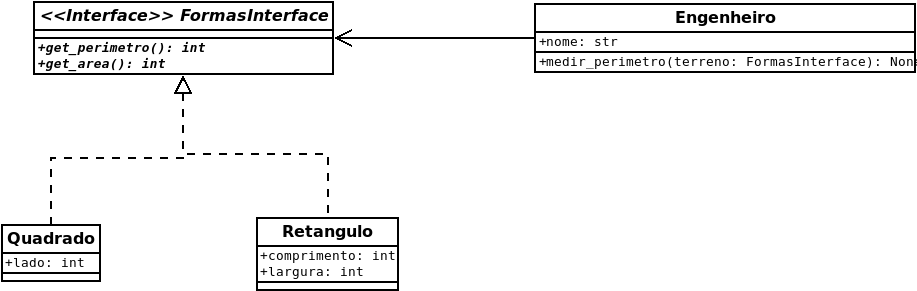 <<Interface>> FormasInterface
+get_perimetro(): int
+get_area(): int
Engenheiro
+nome: str
+medir_perimetro(terreno: FormasInterface): None
Quadrado
+lado: int
Retangulo
+comprimento: int
+largura: int